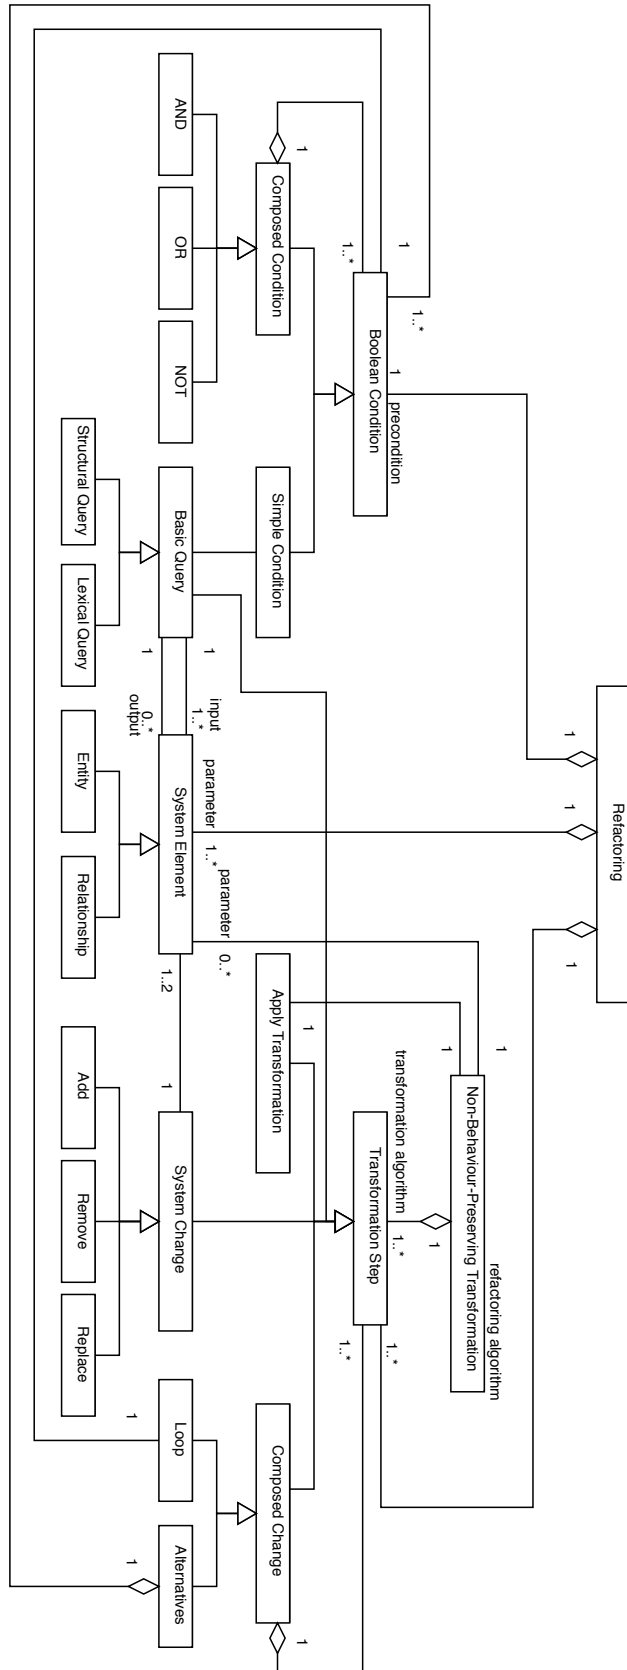 Refactoring
1
1
1
refactoring algorithm
Non-Behaviour-Preserving Transformation
1
1
1
transformation algorithm
1..*
1..*
1..*
Transformation Step
1
precondition
1..*
1
1..*
Boolean Condition
1
Composed Condition
Simple Condition
Apply Transformation
1
Composed Change
1
AND
OR
NOT
Basic Query
1
1
input
1..*
0..*
output
parameter
1..*
parameter
0..*
System Element
1..2
1
System Change
Loop
1
Alternatives
1
Structural Query
Lexical Query
Entity
Relationship
Add
Remove
Replace